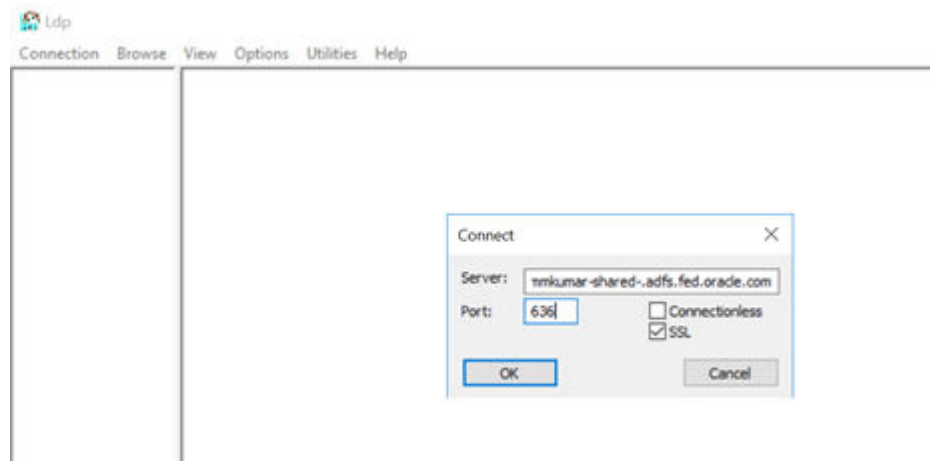 Ldp
Connection Browse View Options Utilities Help
Connect
Server: mkumar-shared-.adfs.fed.oracle.com
Port: 636 Connectionless
SSL
OK Cancel